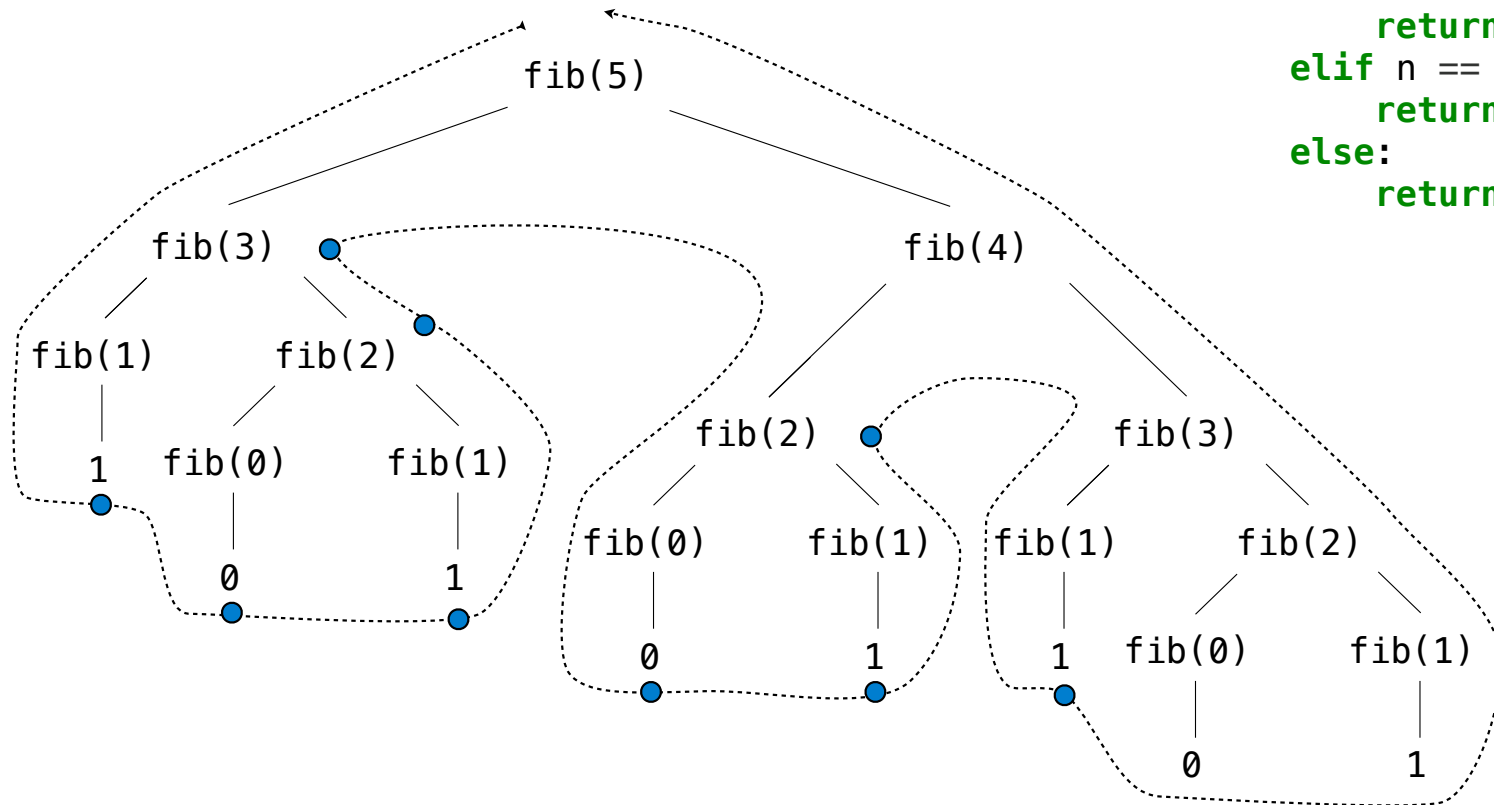 return
elif n ==
return
else:
return
fib(5)
fib(3)
fib(4)
fib(1)
fib(2)
fib(2)
fib(3)
1
fib(0)
fib(1)
fib(0)
fib(1)
fib(1)
fib(2)
0
1
0
1
1
fib(0)
fib(1)
0
1